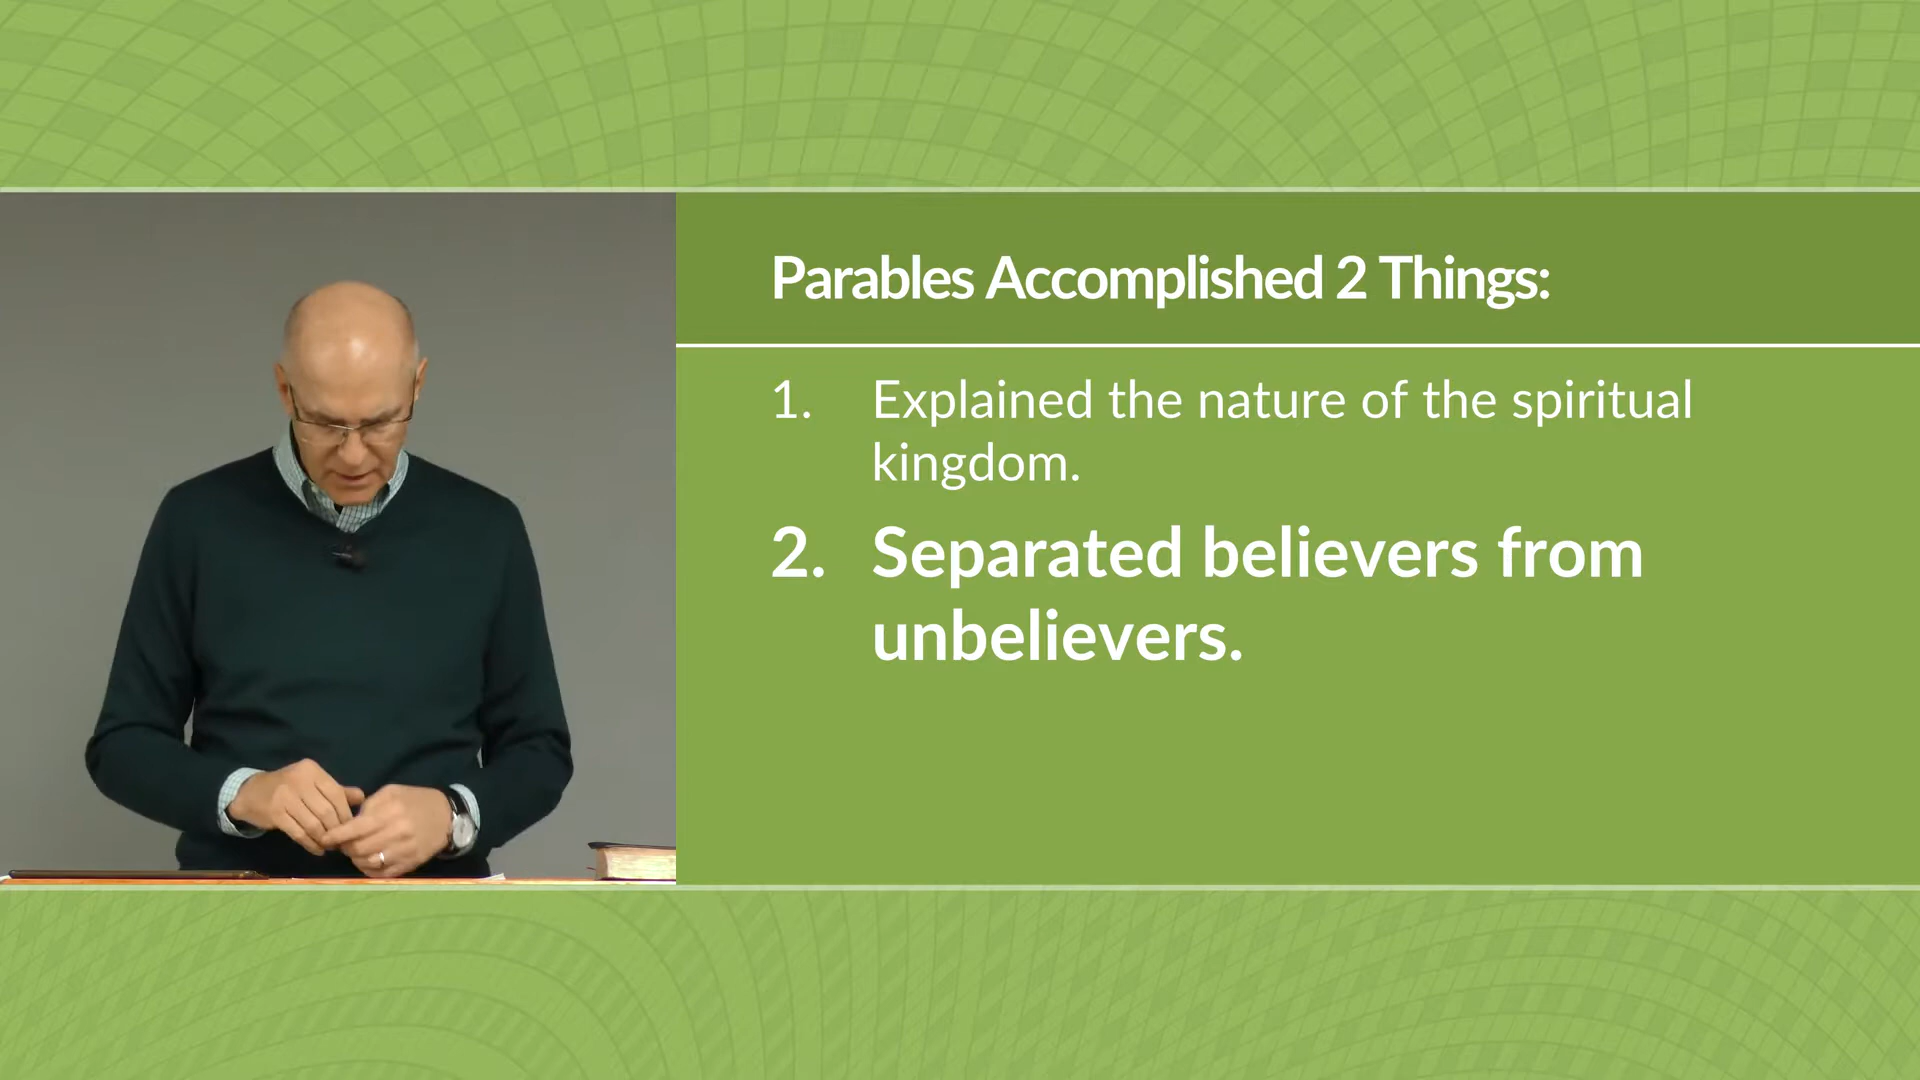 Parables Accomplished 2 Things:
1. Explained the nature of the spiritual
kingdom.
2. Separated believers from
unbelievers.